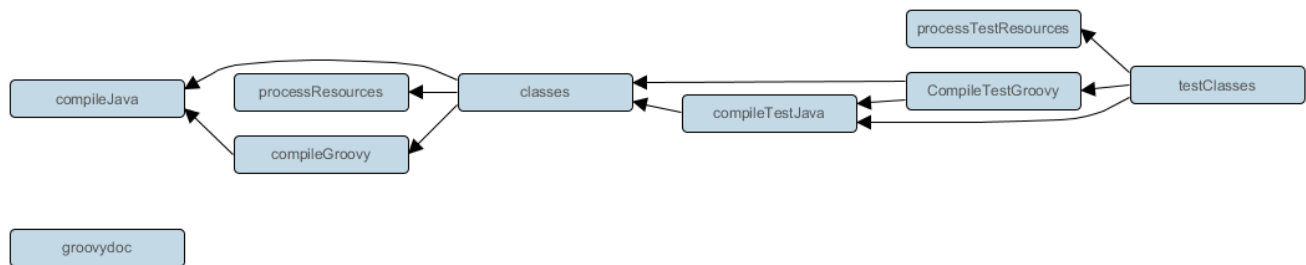 processTestResources
compileJava
processResources
classes
CompileTestGroovy
testClasses
compileTestJava
compileGroovy
groovydoc